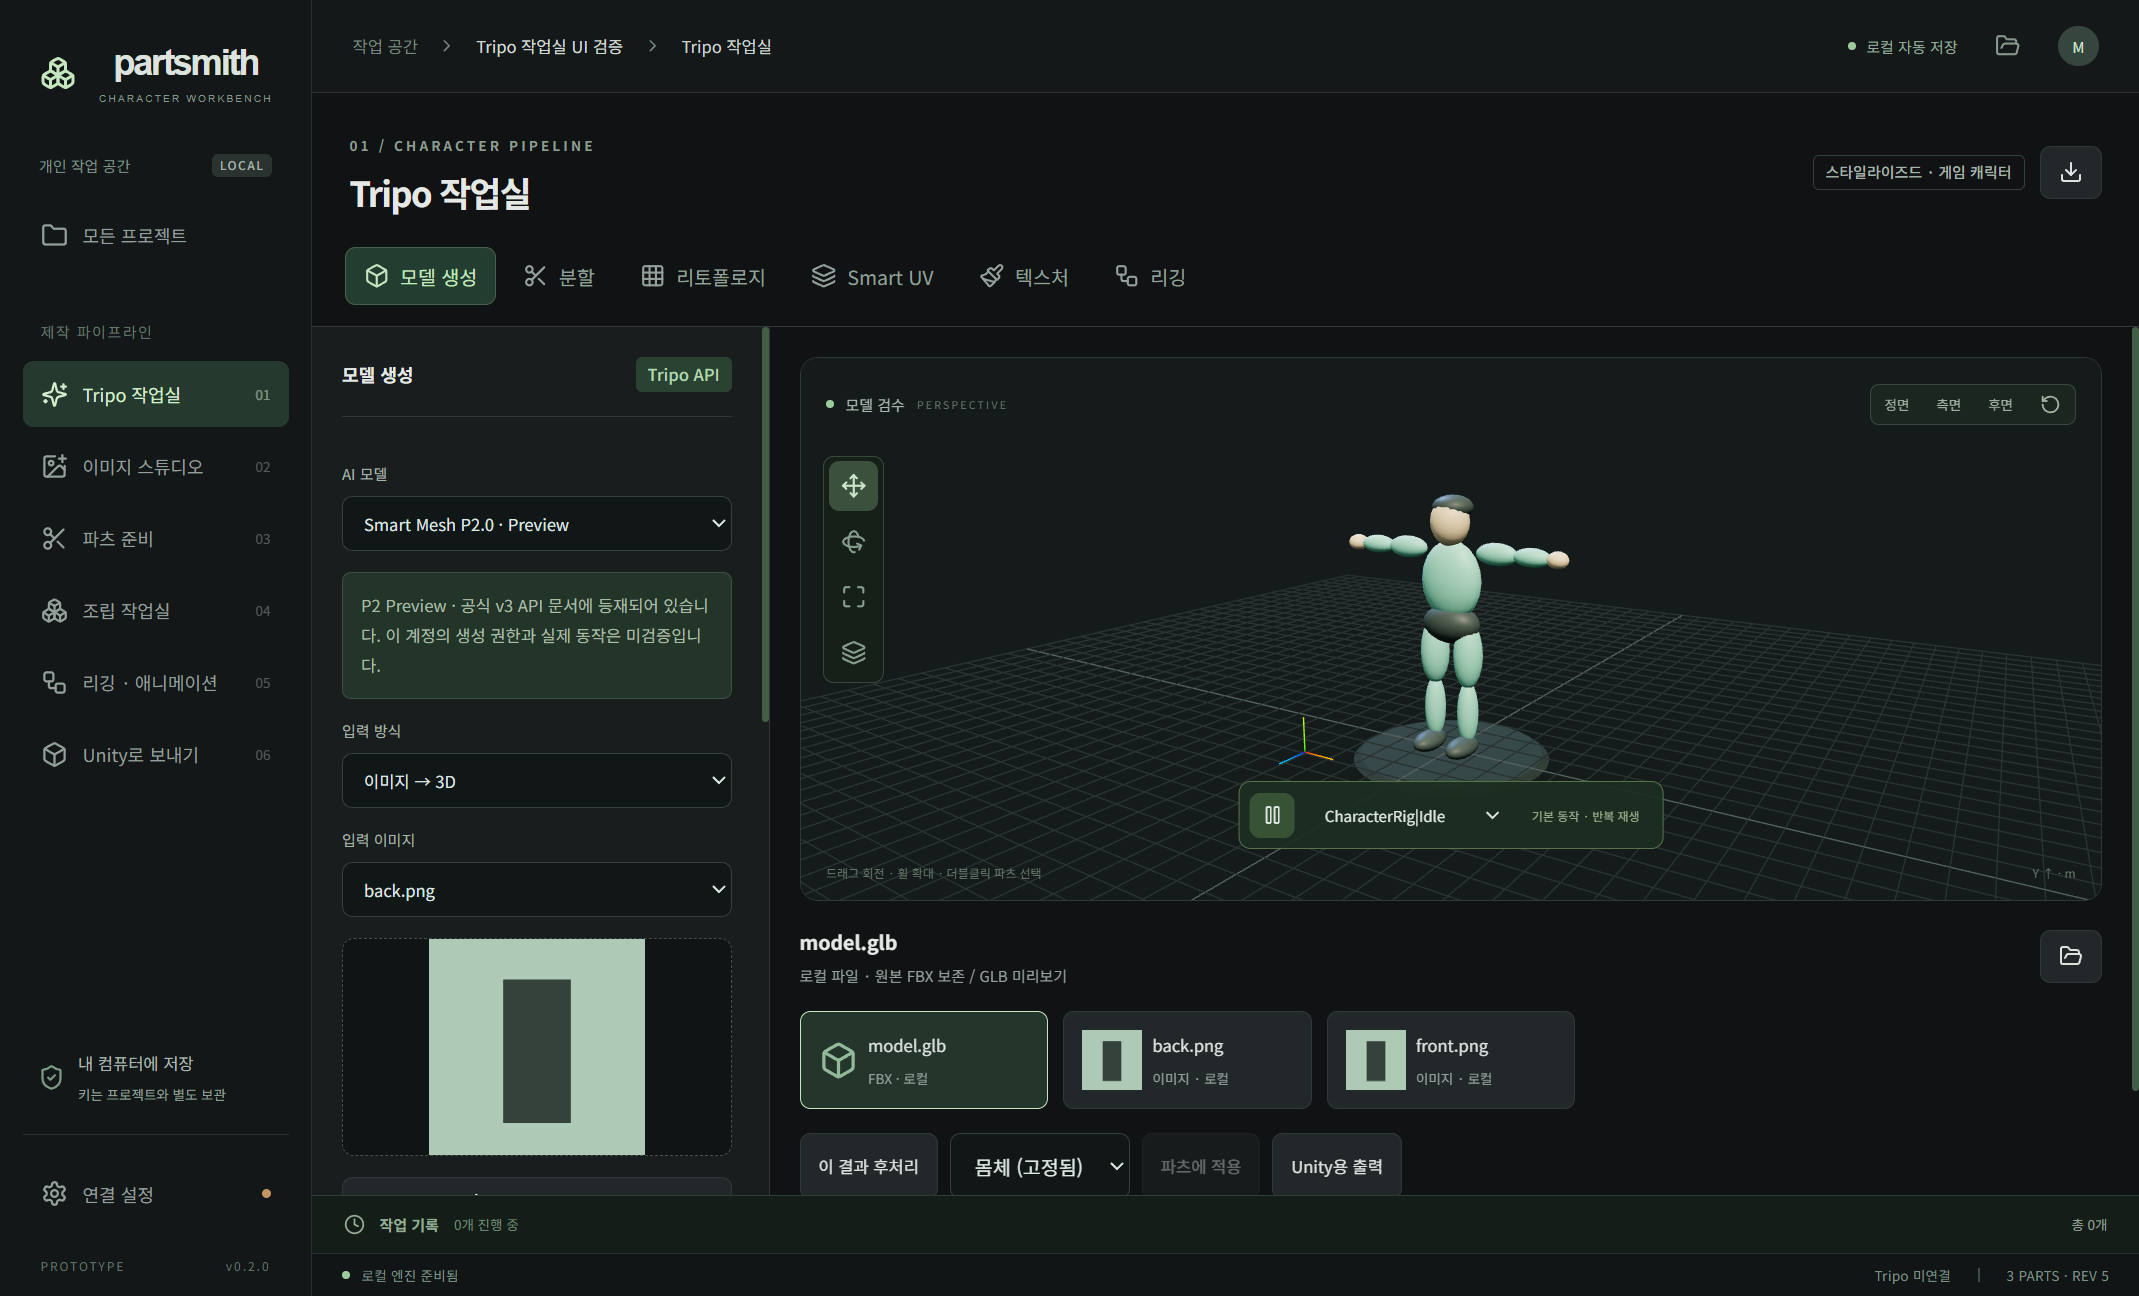 partsmith
CHARACTER WORKBENCH
개인 작업 공간
LOCAL
모든 프로젝트
제작 파이프라인
Tripo 작업실
01
이미지 스튜디오
02
파츠 준비
03
조립 작업실
04
리깅 · 애니메이션
05
Unity로 보내기
06
내 컴퓨터에 저장
키는 프로젝트와 별도 보관
연결 설정
PROTOTYPE
v0.2.0
작업 공간
Tripo 작업실 UI 검증
Tripo 작업실
로컬 자동 저장
M
01 / CHARACTER PIPELINE
Tripo 작업실
스타일라이즈드 · 게임 캐릭터
모델 생성
분할
리토폴로지
Smart UV
텍스처
리깅
모델 생성
Tripo API
AI 모델
Smart Mesh P2.0 · Preview
P2 Preview · 공식 v3 API 문서에 등재되어 있습니
다. 이 계정의 생성 권한과 실제 동작은 미검증입니
다.
입력 방식
이미지 → 3D
입력 이미지
back.png
모델 검수
PERSPECTIVE
정면
측면
후면
CharacterRig|Idle
기본 동작 · 반복 재생
드래그 회전 · 휠 확대 · 더블클릭 파츠 선택
Y ↑ · m
model.glb
로컬 파일 · 원본 FBX 보존 / GLB 미리보기
model.glb
FBX · 로컬
back.png
이미지 · 로컬
front.png
이미지 · 로컬
이 결과 후처리
몸체 (고정됨)
파츠에 적용
Unity용 출력
작업 기록
0개 진행 중
총 0개
로컬 엔진 준비됨
Tripo 미연결
3 PARTS · REV 5